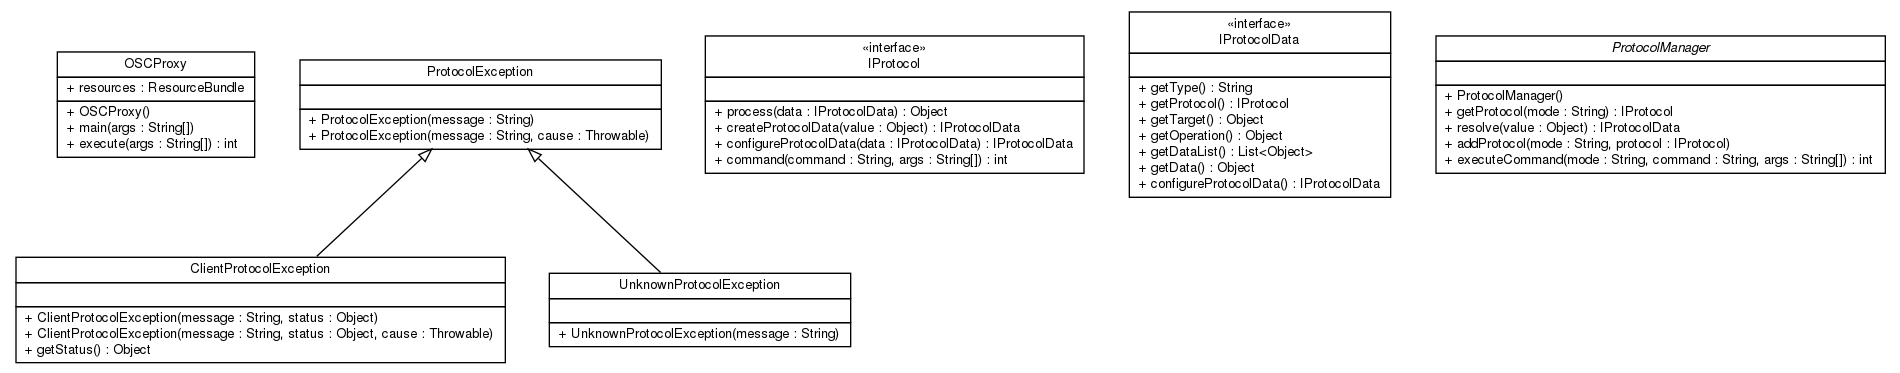 OSCProxy
+ resources : ResourceBundle
+ OSCProxy()
+ main(args : String[])
+ execute(args : String[]) : int
ProtocolException
+ ProtocolException(message : String)
+ ProtocolException(message : String, cause : Throwable)
«interface»
IProtocol
+ process(data : IProtocolData) : Object
+ createProtocolData(value : Object) : IProtocolData
+ configureProtocolData(data : IProtocolData) : IProtocolData
+ command(command : String, args : String[]) : int
«interface»
IProtocolData
+ getType() : String
+ getProtocol() : IProtocol
+ getTarget() : Object
+ getOperation() : Object
+ getDataList() : List<Object>
+ getData() : Object
+ configureProtocolData() : IProtocolData
ProtocolManager
+ ProtocolManager()
+ getProtocol(mode : String) : IProtocol
+ resolve(value : Object) : IProtocolData
+ addProtocol(mode : String, protocol : IProtocol)
+ executeCommand(mode : String, command : String, args : String[]) : int
ClientProtocolException
+ ClientProtocolException(message : String, status : Object)
+ ClientProtocolException(message : String, status : Object, cause : Throwable)
+ getStatus() : Object
UnknownProtocolException
+ UnknownProtocolException(message : String)